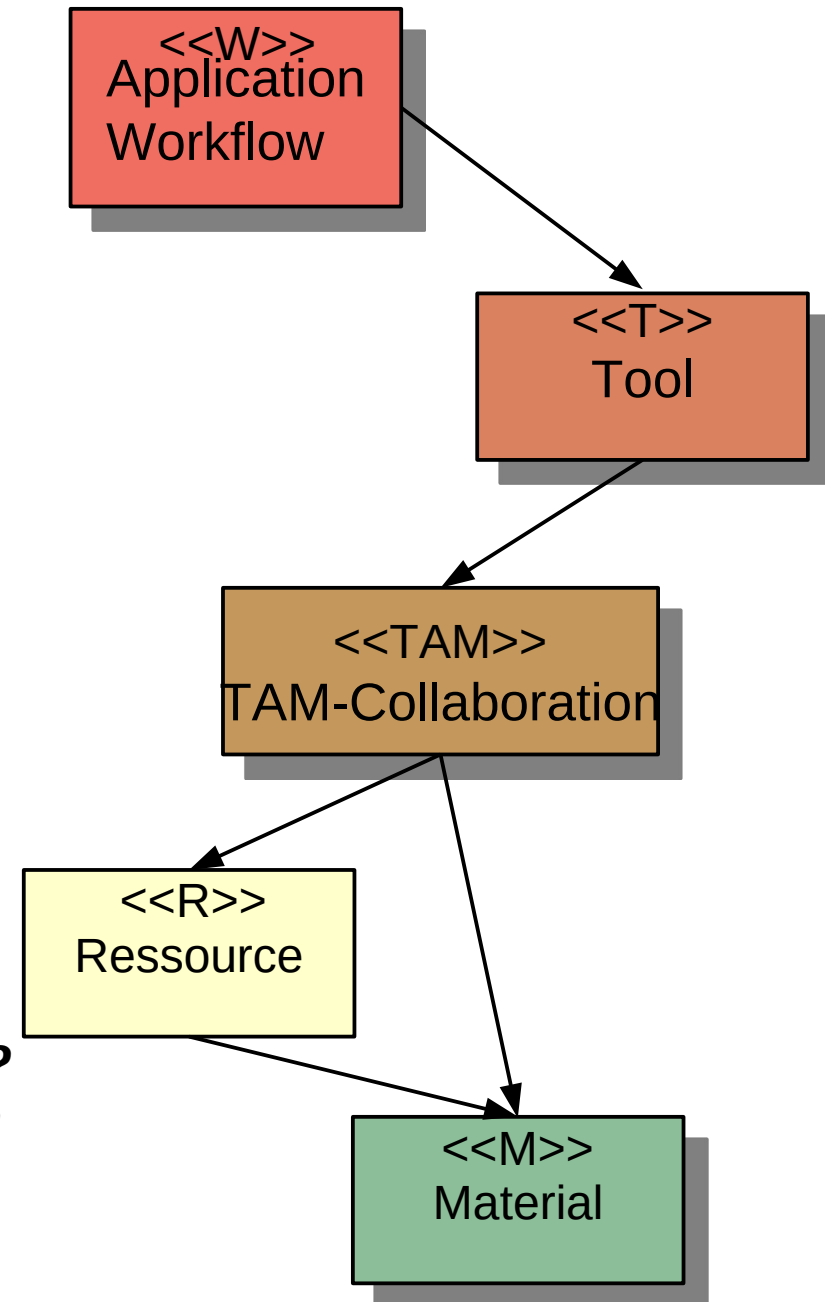 <<W>>
Application
Workflow
<<T>>
Tool
<<TAM>>
TAM-Collaboration
<<R>>
Ressource
?
<<M>>
Material